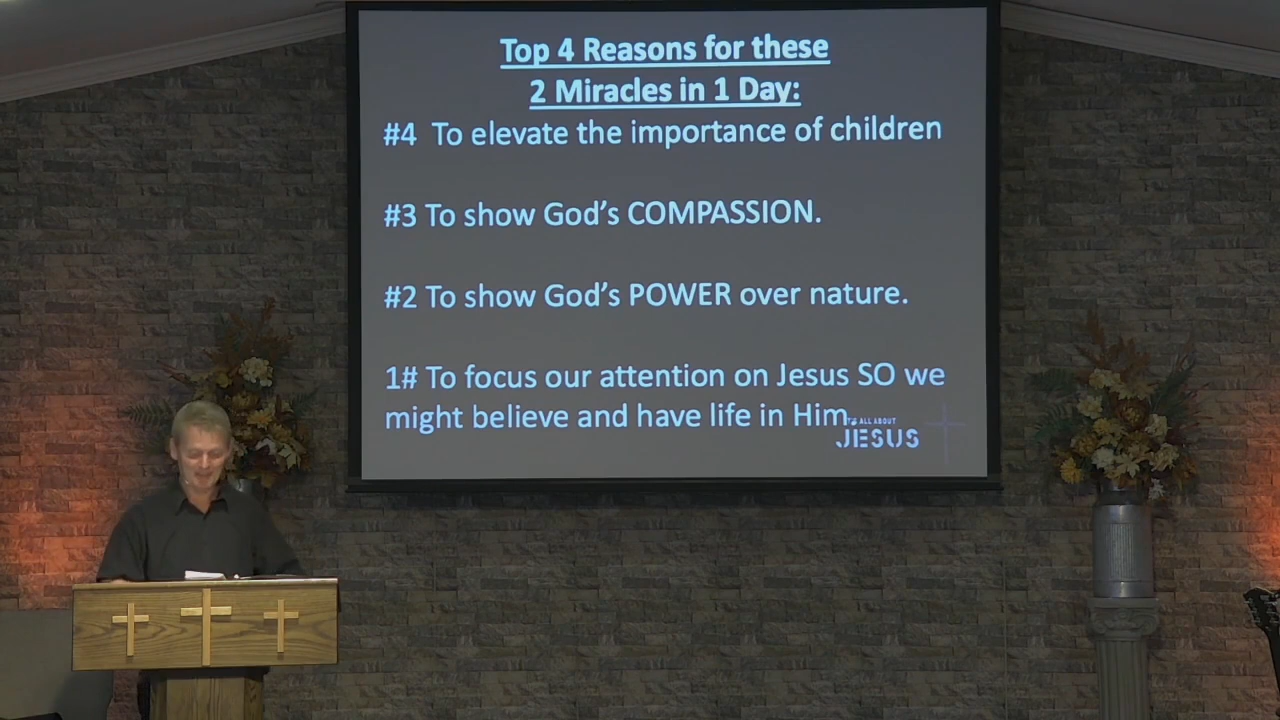 Top 4 Reasons for these
2 Miracles in 1 Day:
#4 To elevate the importance of children
#3 To show God's COMPASSION.
#2 To show God's POWER over nature.
1# To focus our attention on Jesus SO we
might believe and have life in Him
ALL ABOUT
JESUS